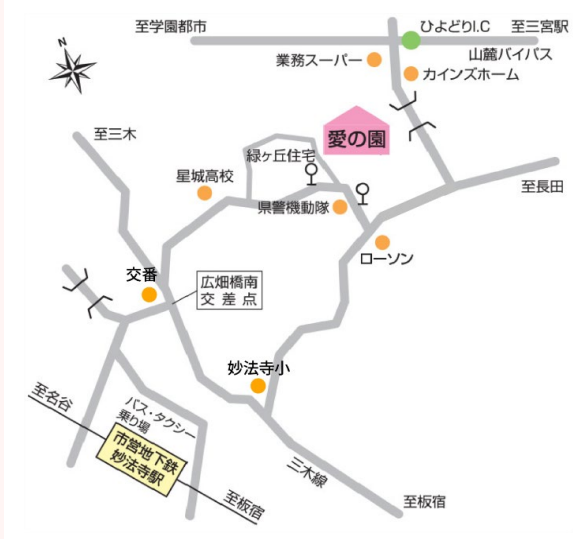 至学園都市
ひよどりI.C
至三宮駅
山麓バイパス
業務スーパー
カインズホーム
N
至三木
愛の園
緑ヶ丘住宅
星城高校
至長田
県警機動隊
ローソン
交番
広畑橋南
交差点
妙法寺小
至名谷
バス・タクシー
乗り場
市営地下鉄
妙法寺駅
三木線
至板宿
至板宿